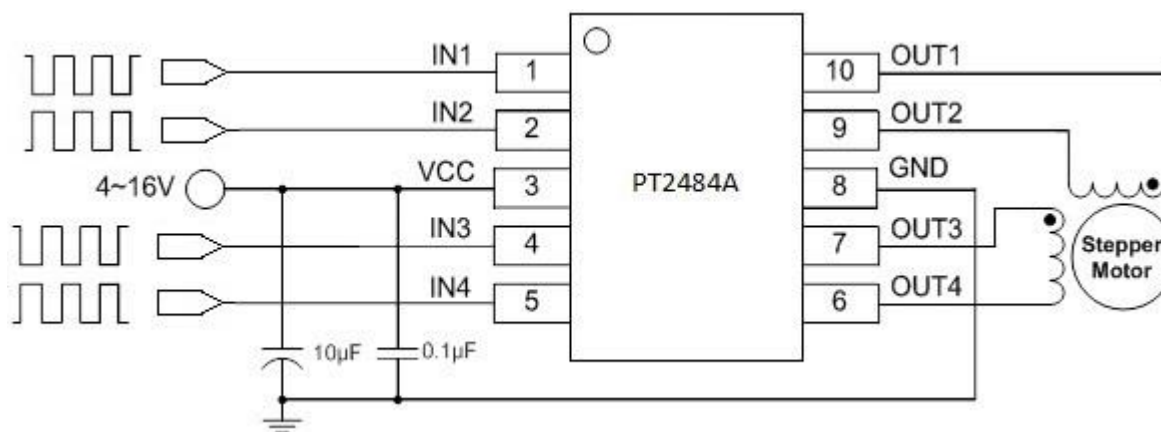 IN1 1 10 OUT1
IN2 2 9 OUT2
4~16V VCC 3 PT2484A 8 GND
IN3 4 7 OUT3
Stepper
Motor
IN4 5 6 OUT4
10µF 0.1µF